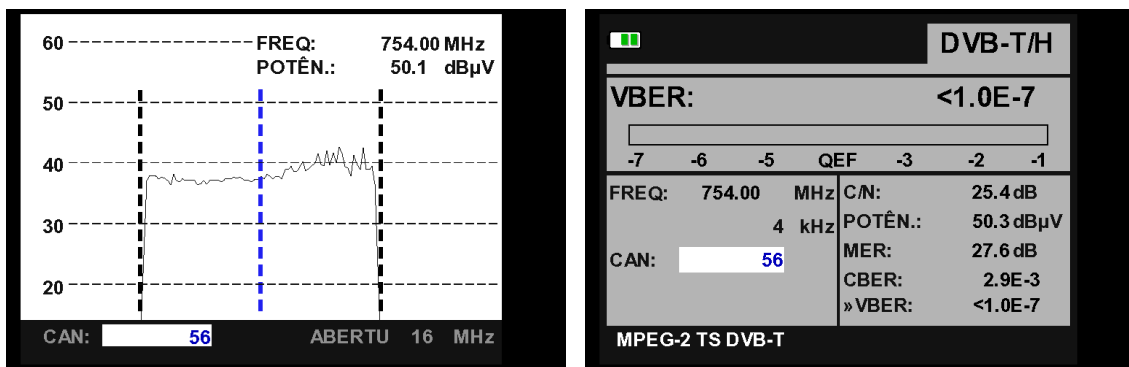 60 FREQ: 754.00 MHz
POTÊN.: 50.1 dBµV
50
40
30
20
CAN: 56 ABERTU 16 MHz
DVB-T/H
VBER: <1.0E-7
-7 -6 -5 QEF -3 -2 -1
FREQ: 754.00 MHz
4 kHz
CAN: 56
C/N: 25.4 dB
POTÊN.: 50.3 dBµV
MER: 27.6 dB
CBER: 2.9E-3
»VBER: <1.0E-7
MPEG-2 TS DVB-T